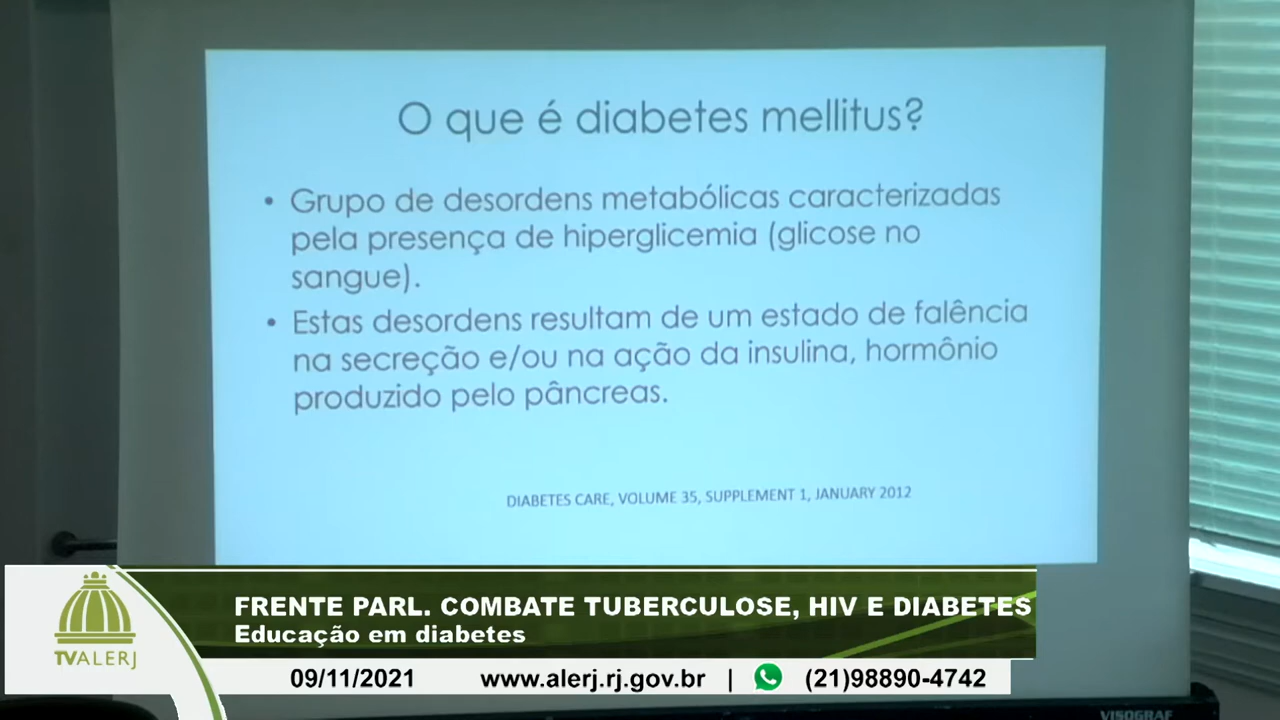 O que é diabetes mellitus?
• Grupo de desordens metabólicas caracterizadas
pela presença de hiperglicemia (glicose no
sangue).
• Estas desordens resultam de um estado de falência
na secreção e/ou na ação da insulina, hormônio
produzido pelo pâncreas.
DIABETES CARE, VOLUME 35, SUPPLEMENT 1, JANUARY 2012
FRENTE PARL. COMBATE TUBERCULOSE, HIV E DIABETES
Educação em diabetes
TVALERJ
09/11/2021 www.alerj.rj.gov.br | (21)98890-4742
VISOGRAF